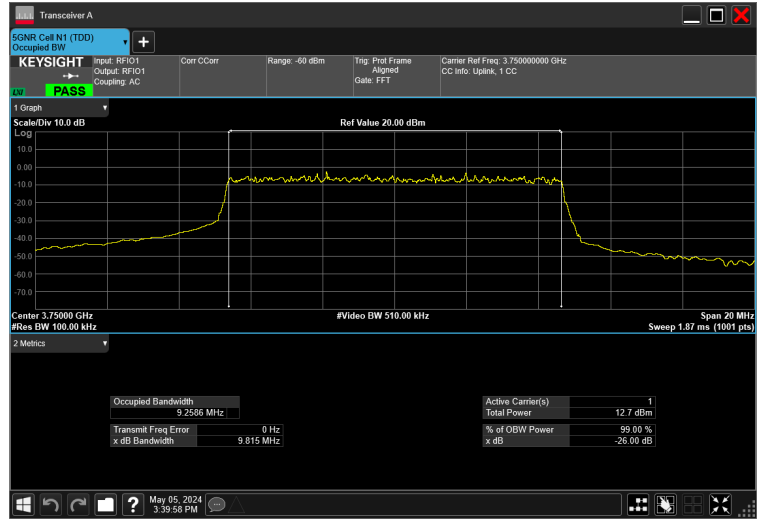 Transceiver A
5GNR Cell N1 (TDD)
Occupied BW
KEYSIGHT
PASS
Input: RFIO1
Output: RFIO1
Coupling: AC
Corr CCorr
Range: -60 dBm
Trig: Prot Frame
Aligned
Gate: FFT
Carrier Ref Freq: 3.750000000 GHz
CC Info: Uplink, 1 CC
1 Graph
Scale/Div 10.0 dB
Ref Value 20.00 dBm
Log
10.0
0.00
-10.0
-20.0
-30.0
-40.0
-50.0
-60.0
-70.0
Center 3.75000 GHz
#Video BW 510.00 kHz
Span 20 MHz
#Res BW 100.00 kHz
Sweep 1.87 ms (1001 pts)
2 Metrics
Occupied Bandwidth
9.2586 MHz
Transmit Freq Error 0 Hz
x dB Bandwidth 9.815 MHz
Active Carrier(s) 1
Total Power 12.7 dBm
% of OBW Power 99.00 %
x dB -26.00 dB
?
May 05, 2024
3:39:58 PM